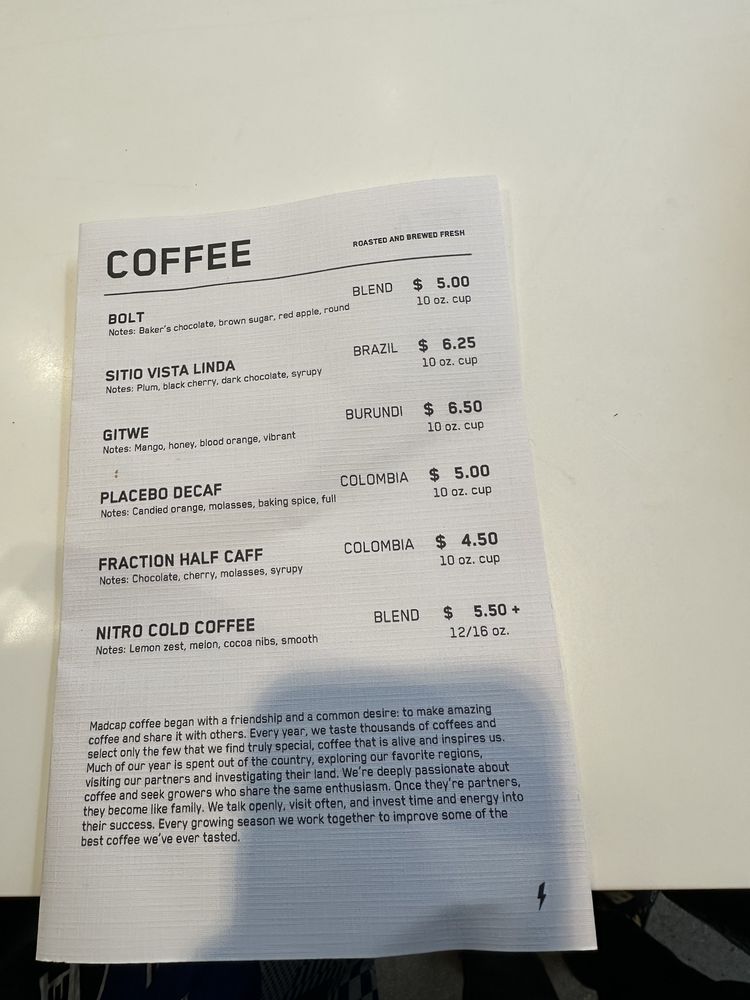 COFFEE ROASTED AND BREWED FRESH
BOLT BLEND $ 5.00
Notes: Baker's chocolate, brown sugar, red apple, round 10 oz. cup
SITIO VISTA LINDA BRAZIL $ 6.25
Notes: Plum, black cherry, dark chocolate, syrupy 10 oz. cup
GITWE BURUNDI $ 6.50
Notes: Mango, honey, blood orange, vibrant 10 oz. cup
PLACEBO DECAF COLOMBIA $ 5.00
Notes: Candied orange, molasses, baking spice, full 10 oz. cup
FRACTION HALF CAFF COLOMBIA $ 4.50
Notes: Chocolate, cherry, molasses, syrupy 10 oz. cup
NITRO COLD COFFEE BLEND $ 5.50 +
Notes: Lemon zest, melon, cocoa nibs, smooth 12/16 oz.
Madcap coffee began with a friendship and a common desire: to make amazing
coffee and share it with others. Every year, we taste thousands of coffees and
select only the few that we find truly special, coffee that is alive and inspires us.
Much of our year is spent out of the country, exploring our favorite regions,
visiting our partners and investigating their land. We're deeply passionate about
coffee and seek growers who share the same enthusiasm. Once they're partners,
they become like family. We talk openly, visit often, and invest time and energy into
their success. Every growing season we work together to improve some of the
best coffee we've ever tasted.